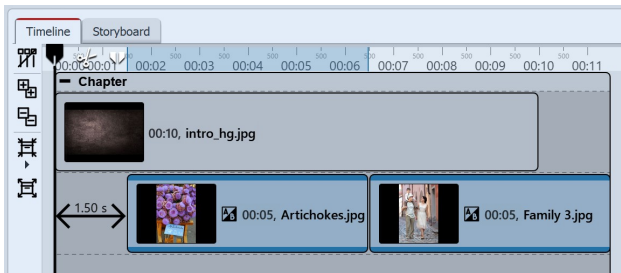 Timeline Storyboard
00:02 00:03 00:04 00:05 00:06 00:07 00:08 00:09 00:10 00:11
Chapter
00:10, intro_hg.jpg
1.50 s
00:05, Artichokes.jpg
00:05, Family 3.jpg